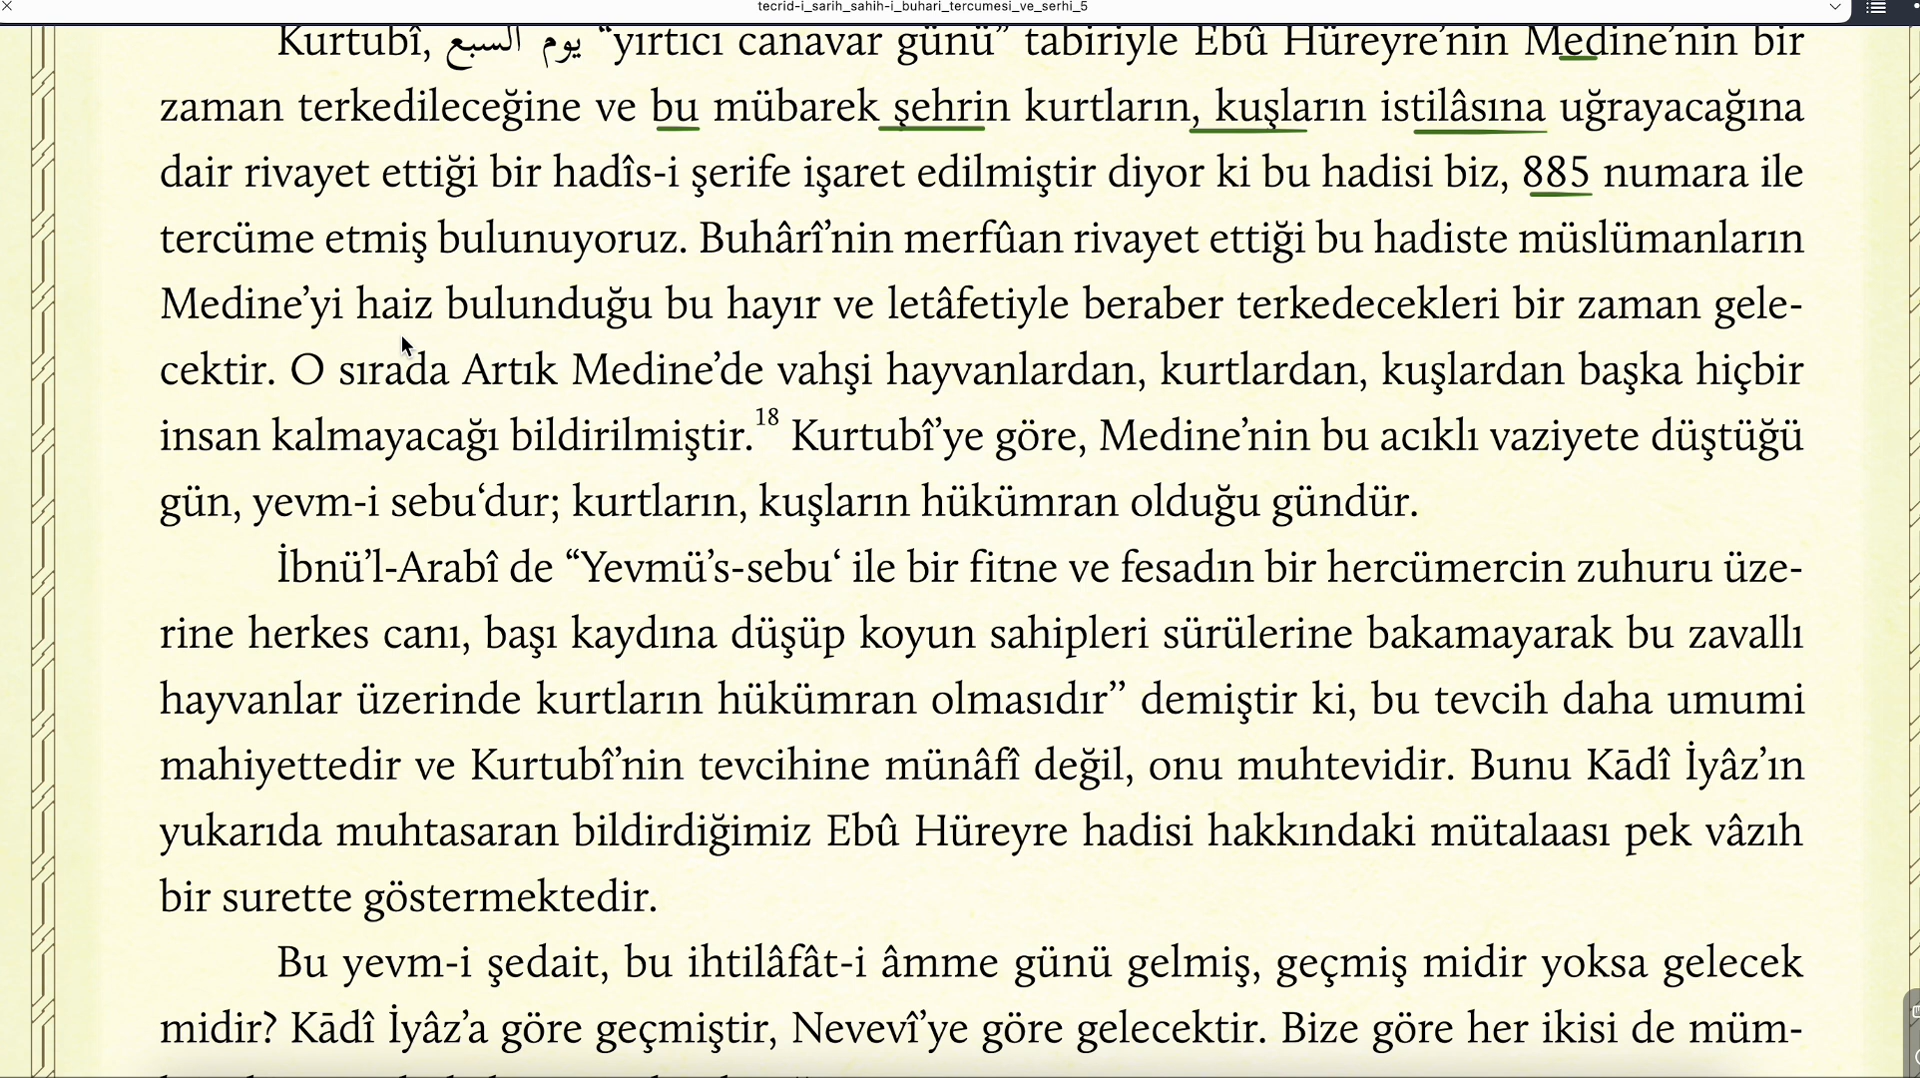 tecrid-i_sarih_sahih-i_buhari_tercumesi_ve_serhi_5
Kurtubî, يوم السبع “yırtıcı canavar günü” tabiriyle Ebû Hüreyre’nin Medine’nin bir
zaman terkedileceğine ve bu mübarek şehrin kurtların, kuşların istilâsına uğrayacağına
dair rivayet ettiği bir hadîs-i şerife işaret edilmiştir diyor ki bu hadisi biz, 885 numara ile
tercüme etmiş bulunuyoruz. Buhârî’nin merfûan rivayet ettiği bu hadiste müslümanların
Medine’yi haiz bulunduğu bu hayır ve letâfetiyle beraber terkedecekleri bir zaman gele-
cektir. O sırada Artık Medine’de vahşi hayvanlardan, kurtlardan, kuşlardan başka hiçbir
insan kalmayacağı bildirilmiştir.18 Kurtubî’ye göre, Medine’nin bu acıklı vaziyete düştüğü
gün, yevm-i sebu‘dur; kurtların, kuşların hükümran olduğu gündür.
İbnü’l-Arabî de “Yevmü’s-sebu‘ ile bir fitne ve fesadın bir hercümercin zuhuru üze-
rine herkes canı, başı kaydına düşüp koyun sahipleri sürülerine bakamayarak bu zavallı
hayvanlar üzerinde kurtların hükümran olmasıdır” demiştir ki, bu tevcih daha umumi
mahiyettedir ve Kurtubî’nin tevcihine münâfî değil, onu muhtevidir. Bunu Kādî İyâz’ın
yukarıda muhtasaran bildirdiğimiz Ebû Hüreyre hadisi hakkındaki mütalaası pek vâzıh
bir surette göstermektedir.
Bu yevm-i şedait, bu ihtilâfât-i âmme günü gelmiş, geçmiş midir yoksa gelecek
midir? Kādî İyâz’a göre geçmiştir, Nevevî’ye göre gelecektir. Bize göre her ikisi de müm-